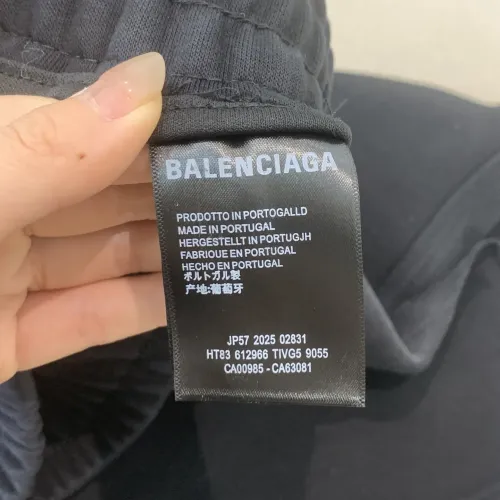 BALENCIAGA
PRODOTTO IN PORTOGALLD
MADE IN PORTUGAL
HERGESTELLT IN PORTUGJH
FABRIQUE EN PORTUGAL
HECHO EN PORTUGAL
ポルトガル製
产地:葡萄牙
JP57 2025 02831
HT83 612966 TIVG5 9055
CA00985-CA63081